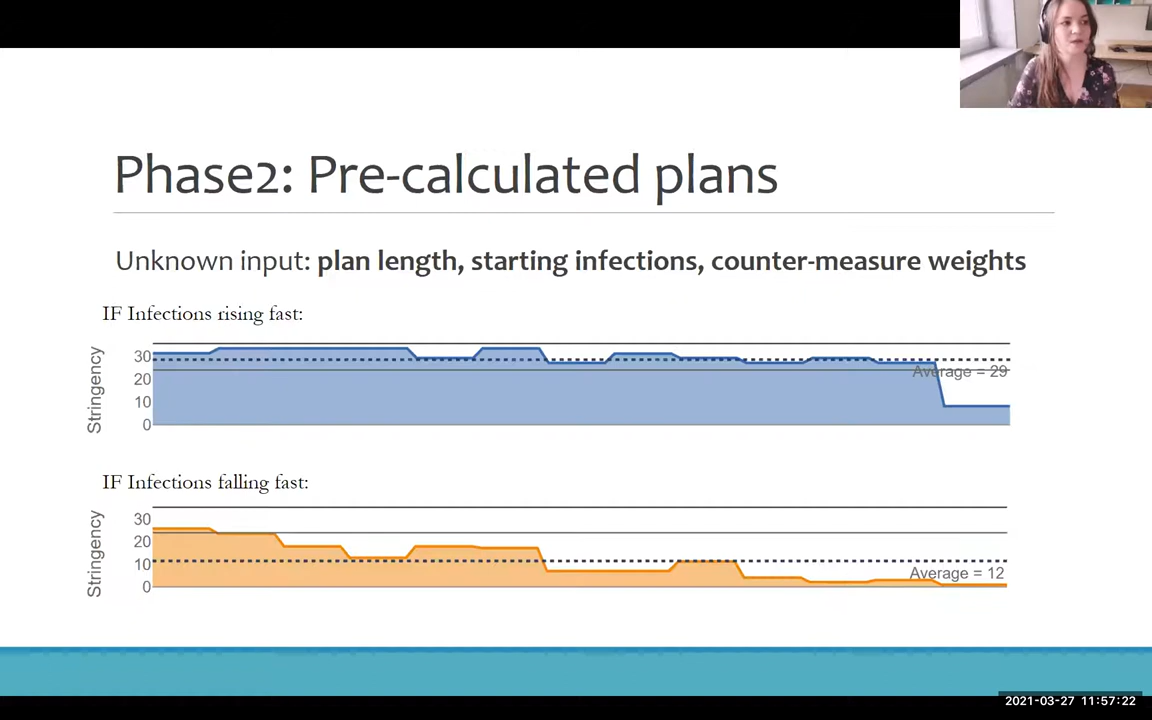 Phase2: Pre-calculated plans
Unknown input: plan length, starting infections, counter-measure weights
IF Infections rising fast:
Stringency
30
20
10
0
Average = 29
IF Infections falling fast:
Stringency
30
20
10
0
Average = 12
2021-03-27 11:57:22